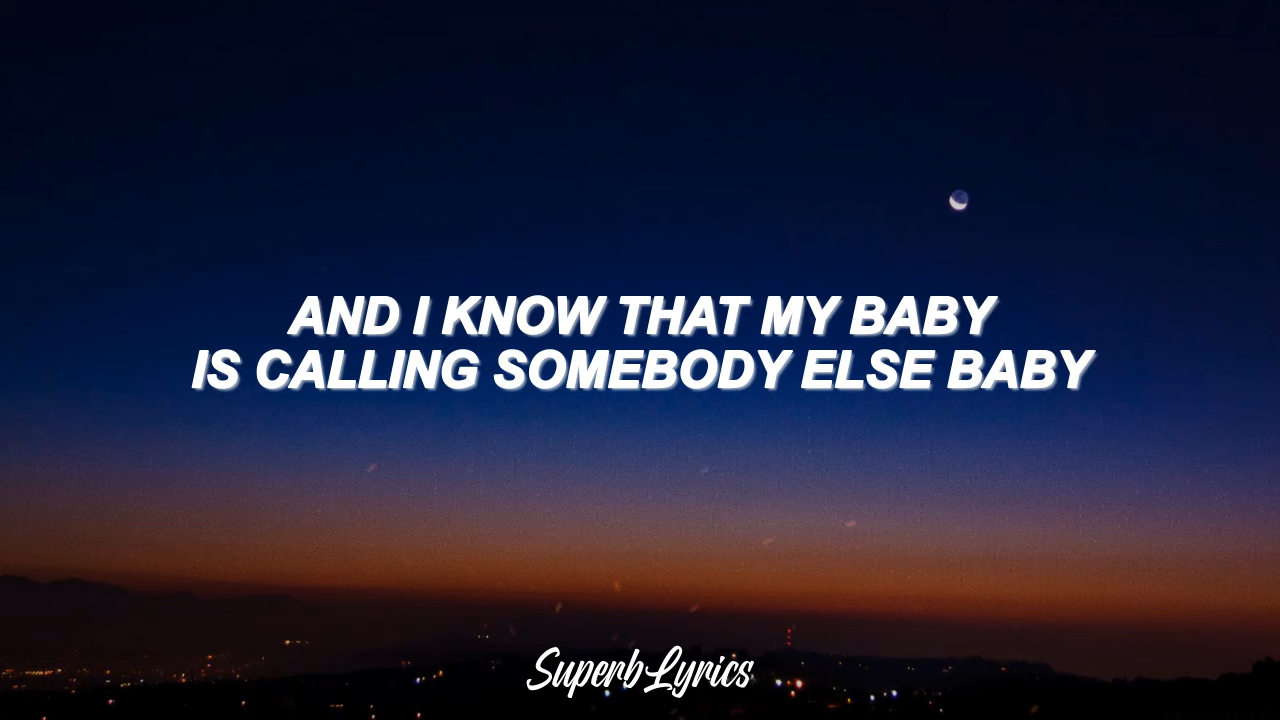 AND I KNOW THAT MY BABY
IS CALLING SOMEBODY ELSE BABY
SuperbLyrics